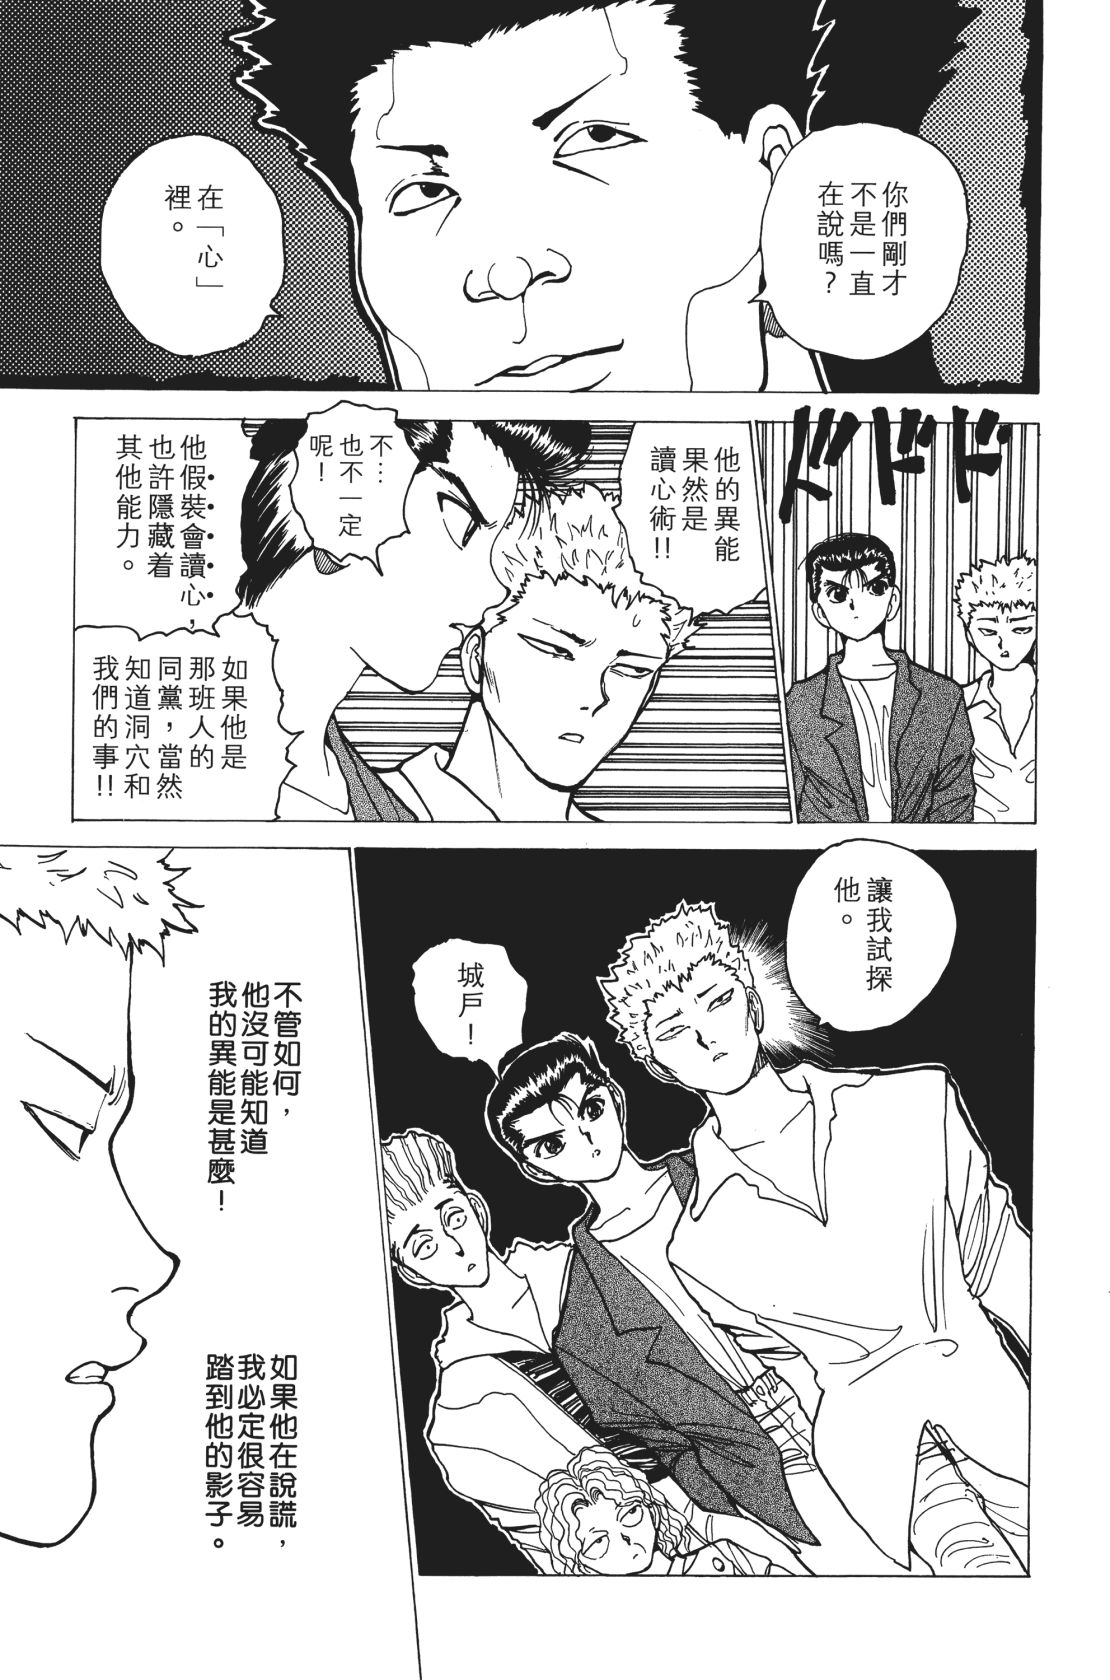 你們剛才
不是一直
在說嗎?
在「心」
裡。
ドドド
他的異能
果然是
讀心術!!
不…
也不一定
呢!
他假裝會讀心,
也許隱藏着
其他能力。
如果他是
那班人的
同黨,當然
知道洞穴和
我們的事!!
讓我試探
他。
城戶!
不管如何,
他沒可能知道
我的異能是甚麼!
如果他在說謊,
我必定很容易
踏到他的影子。